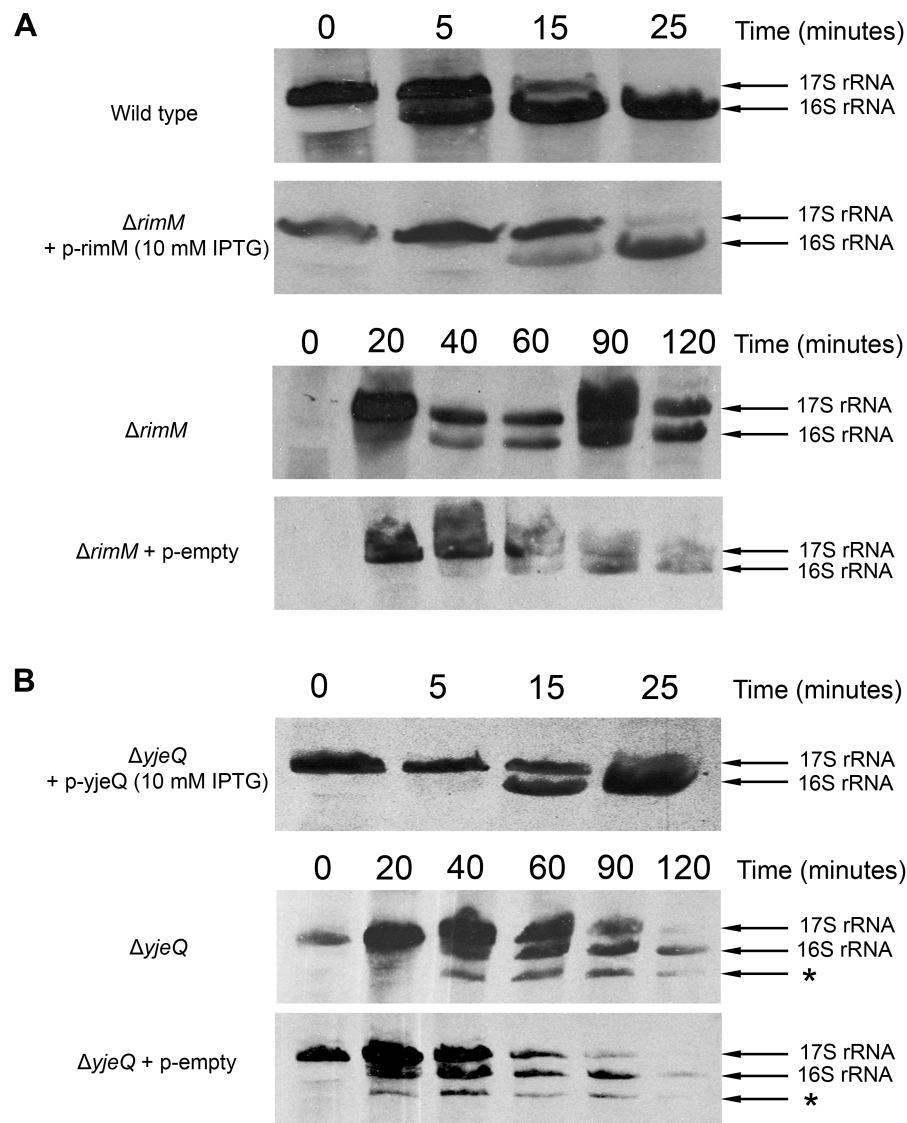 A
0 5 15 25 Time (minutes)
Wild type
17S rRNA
16S rRNA
ΔrimM
+ p-rimM (10 mM IPTG)
17S rRNA
16S rRNA
0 20 40 60 90 120 Time (minutes)
ΔrimM
17S rRNA
16S rRNA
ΔrimM + p-empty
17S rRNA
16S rRNA
B
0 5 15 25 Time (minutes)
ΔyjeQ
+ p-yjeQ (10 mM IPTG)
17S rRNA
16S rRNA
0 20 40 60 90 120 Time (minutes)
ΔyjeQ
17S rRNA
16S rRNA
*
ΔyjeQ + p-empty
17S rRNA
16S rRNA
*